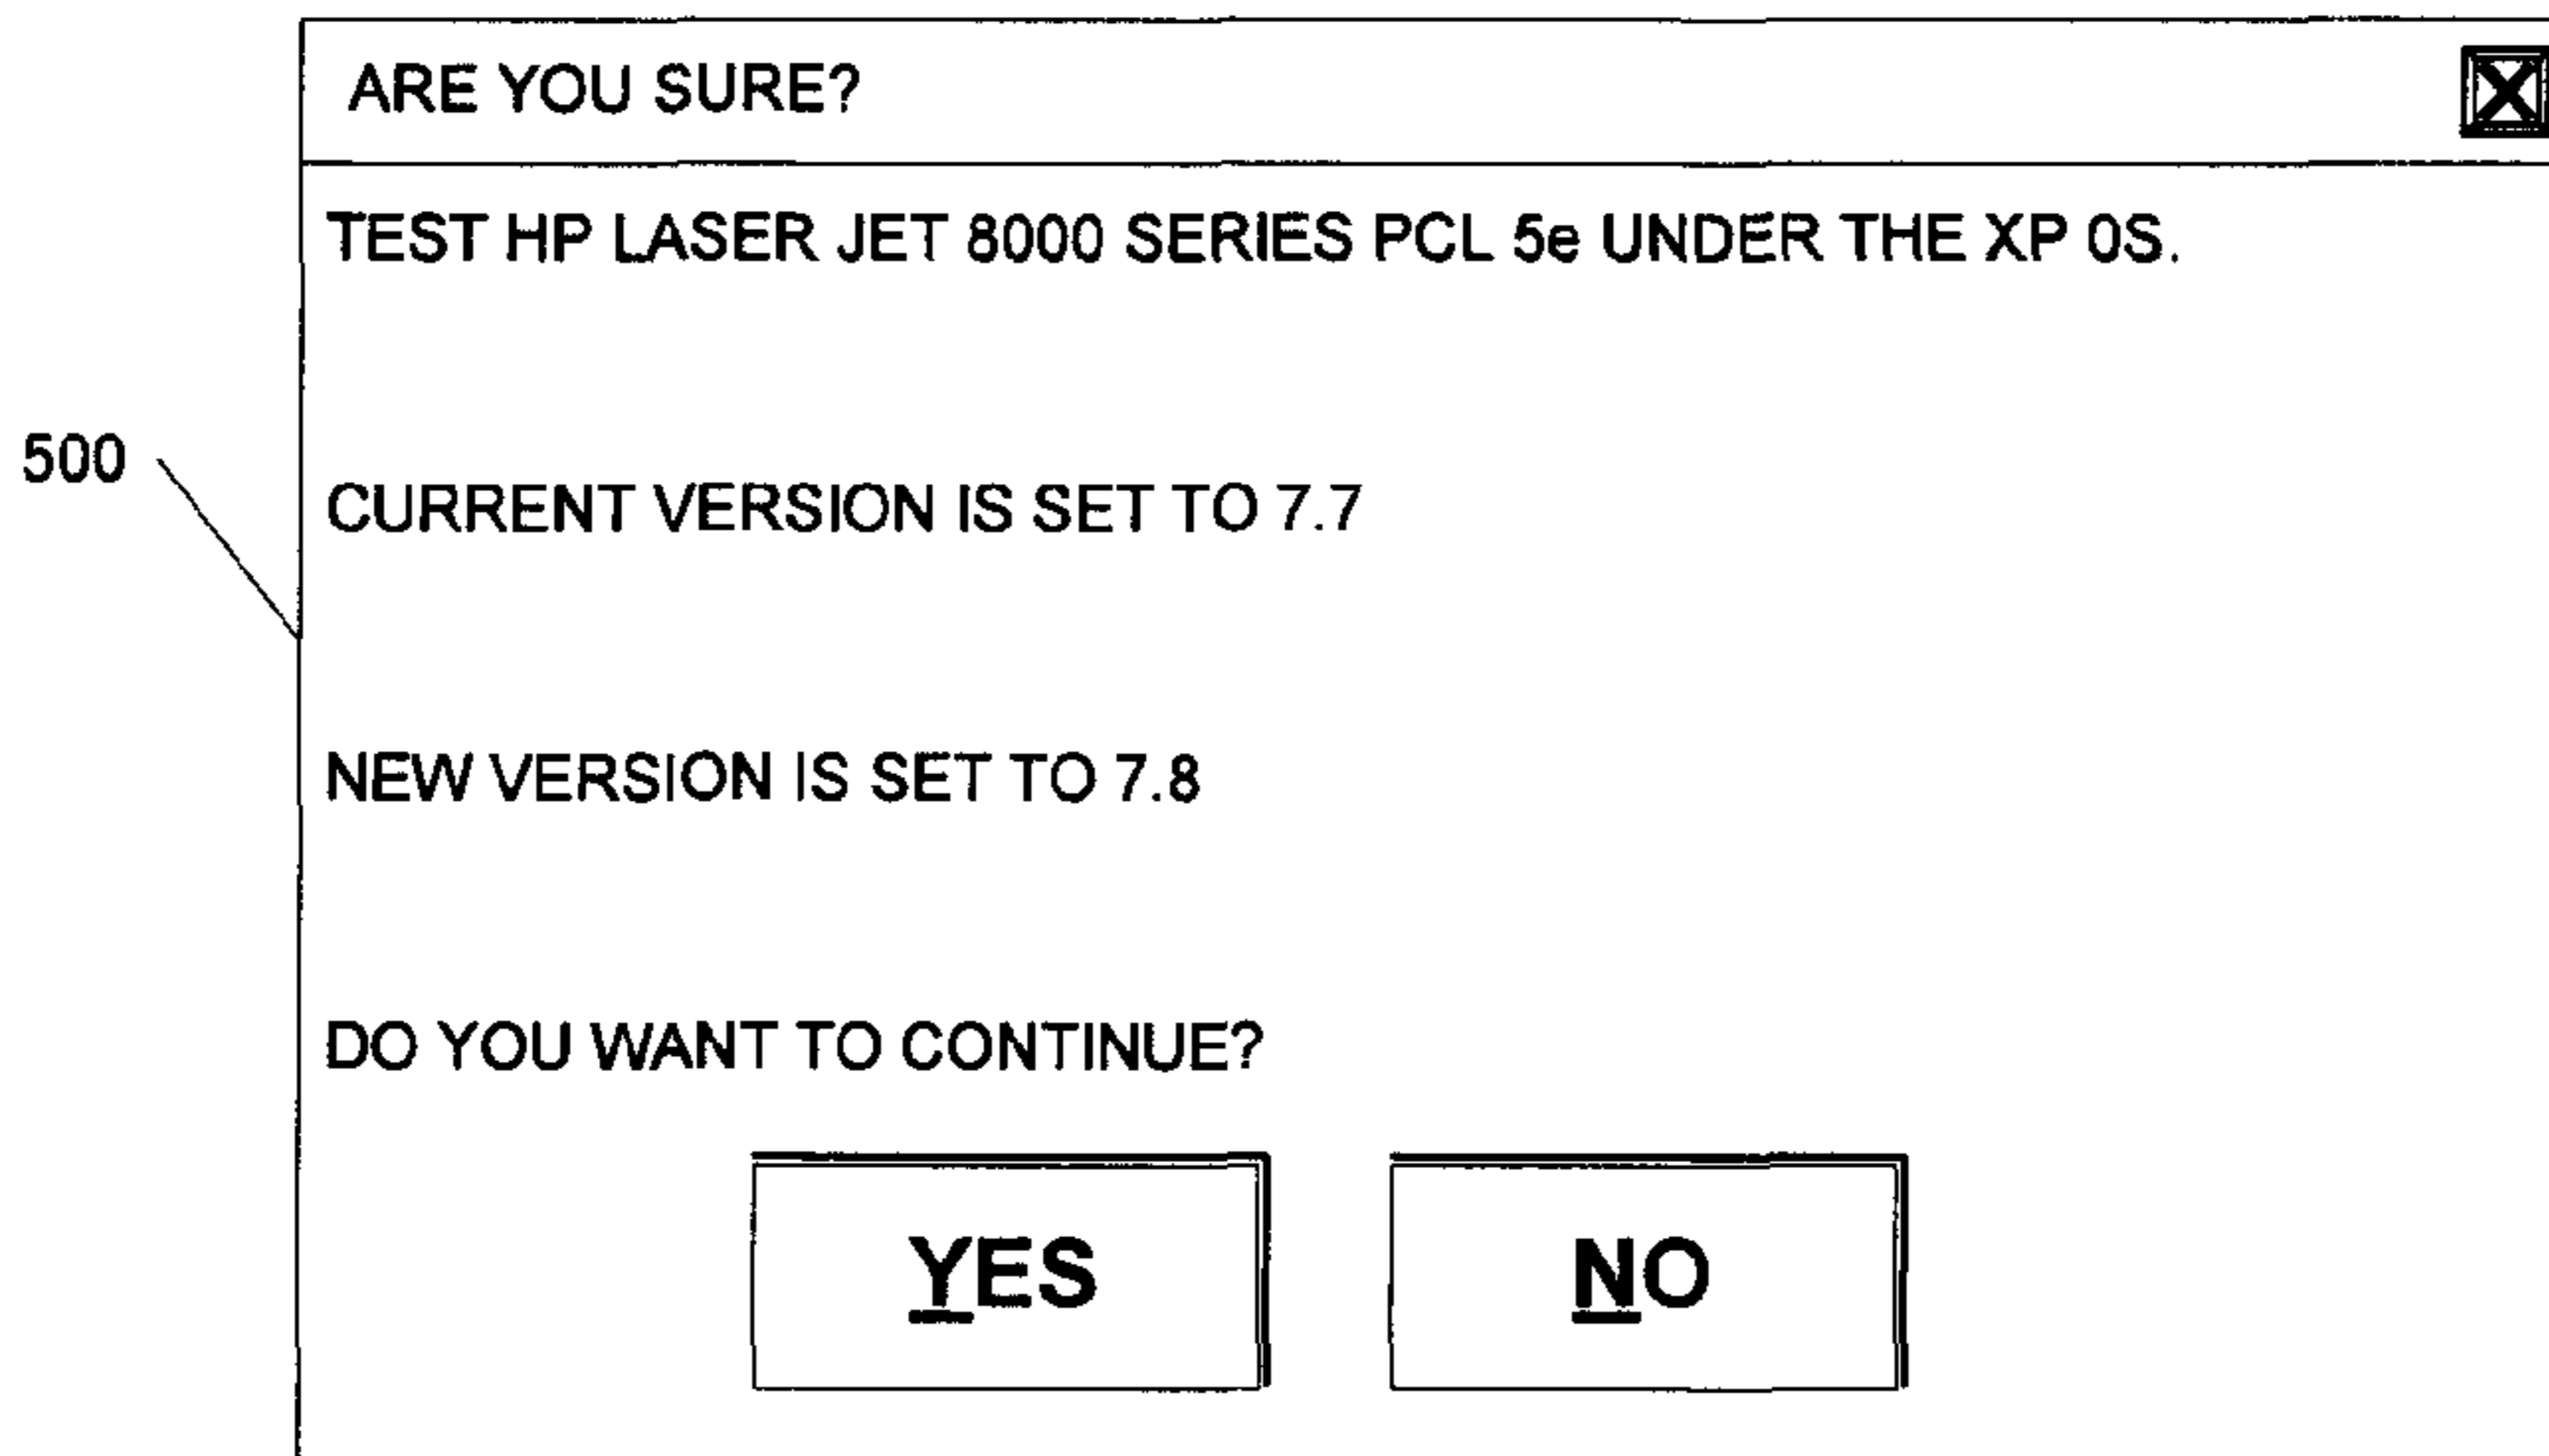 ARE YOU SURE?
TEST HP LASER JET 8000 SERIES PCL 5e UNDER THE XP 0S.
500
CURRENT VERSION IS SET TO 7.7
NEW VERSION IS SET TO 7.8
DO YOU WANT TO CONTINUE?
YES NO